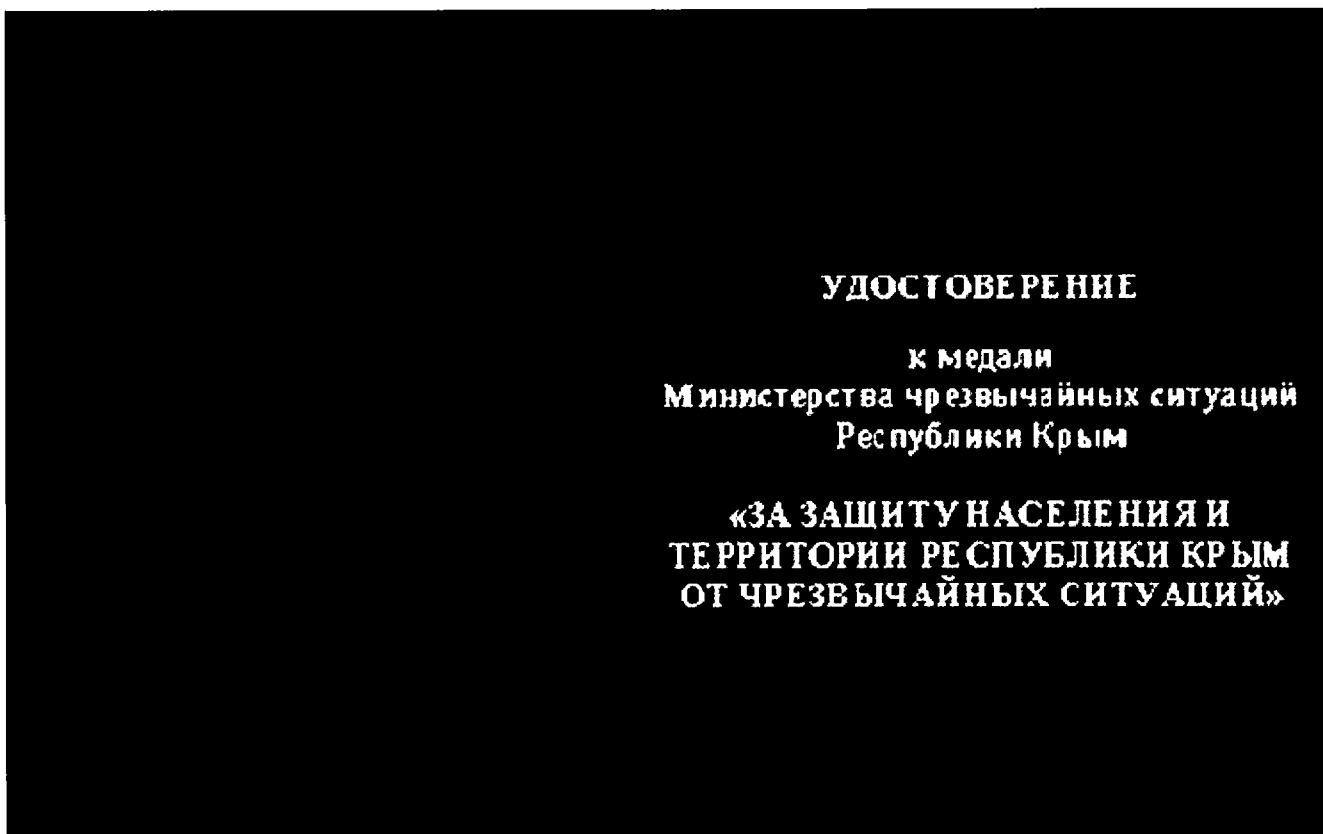 УДОСТОВЕРЕНИЕ
к медали
Министерства чрезвычайных ситуаций
Республики Крым
«ЗА ЗАЩИТУ НАСЕЛЕНИЯ И
ТЕРРИТОРИИ РЕСПУБЛИКИ КРЫМ
ОТ ЧРЕЗВЫЧАЙНЫХ СИТУАЦИЙ»